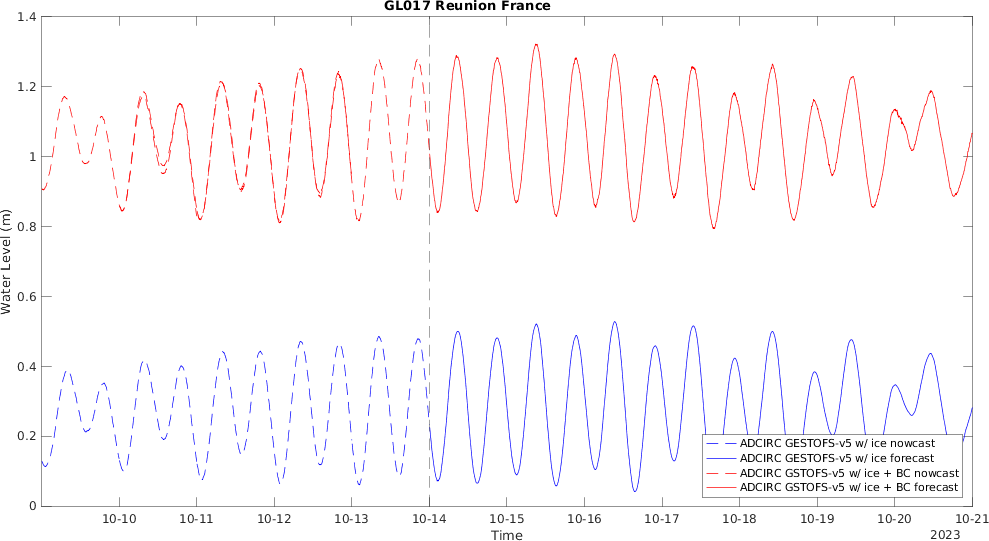 GL017 Reunion France
1.4
1.2
1
0.8
0.6
0.4
0.2
0
Water Level (m)
ADCIRC GESTOFS-v5 w/ ice nowcast
ADCIRC GESTOFS-v5 w/ ice forecast
ADCIRC GSTOFS-v5 w/ ice + BC nowcast
ADCIRC GSTOFS-v5 w/ ice + BC forecast
10-10 10-11 10-12 10-13 10-14 10-15 10-16 10-17 10-18 10-19 10-20 10-21
Time
2023